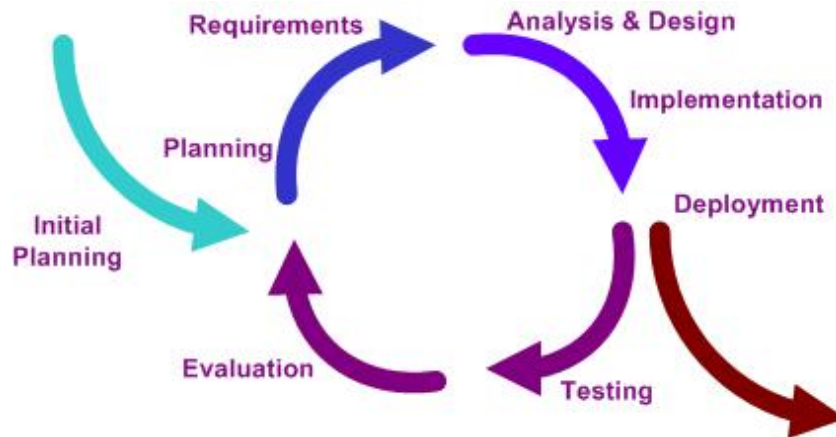 Requirements
Analysis & Design
Implementation
Planning
Deployment
Initial
Planning
Evaluation
Testing